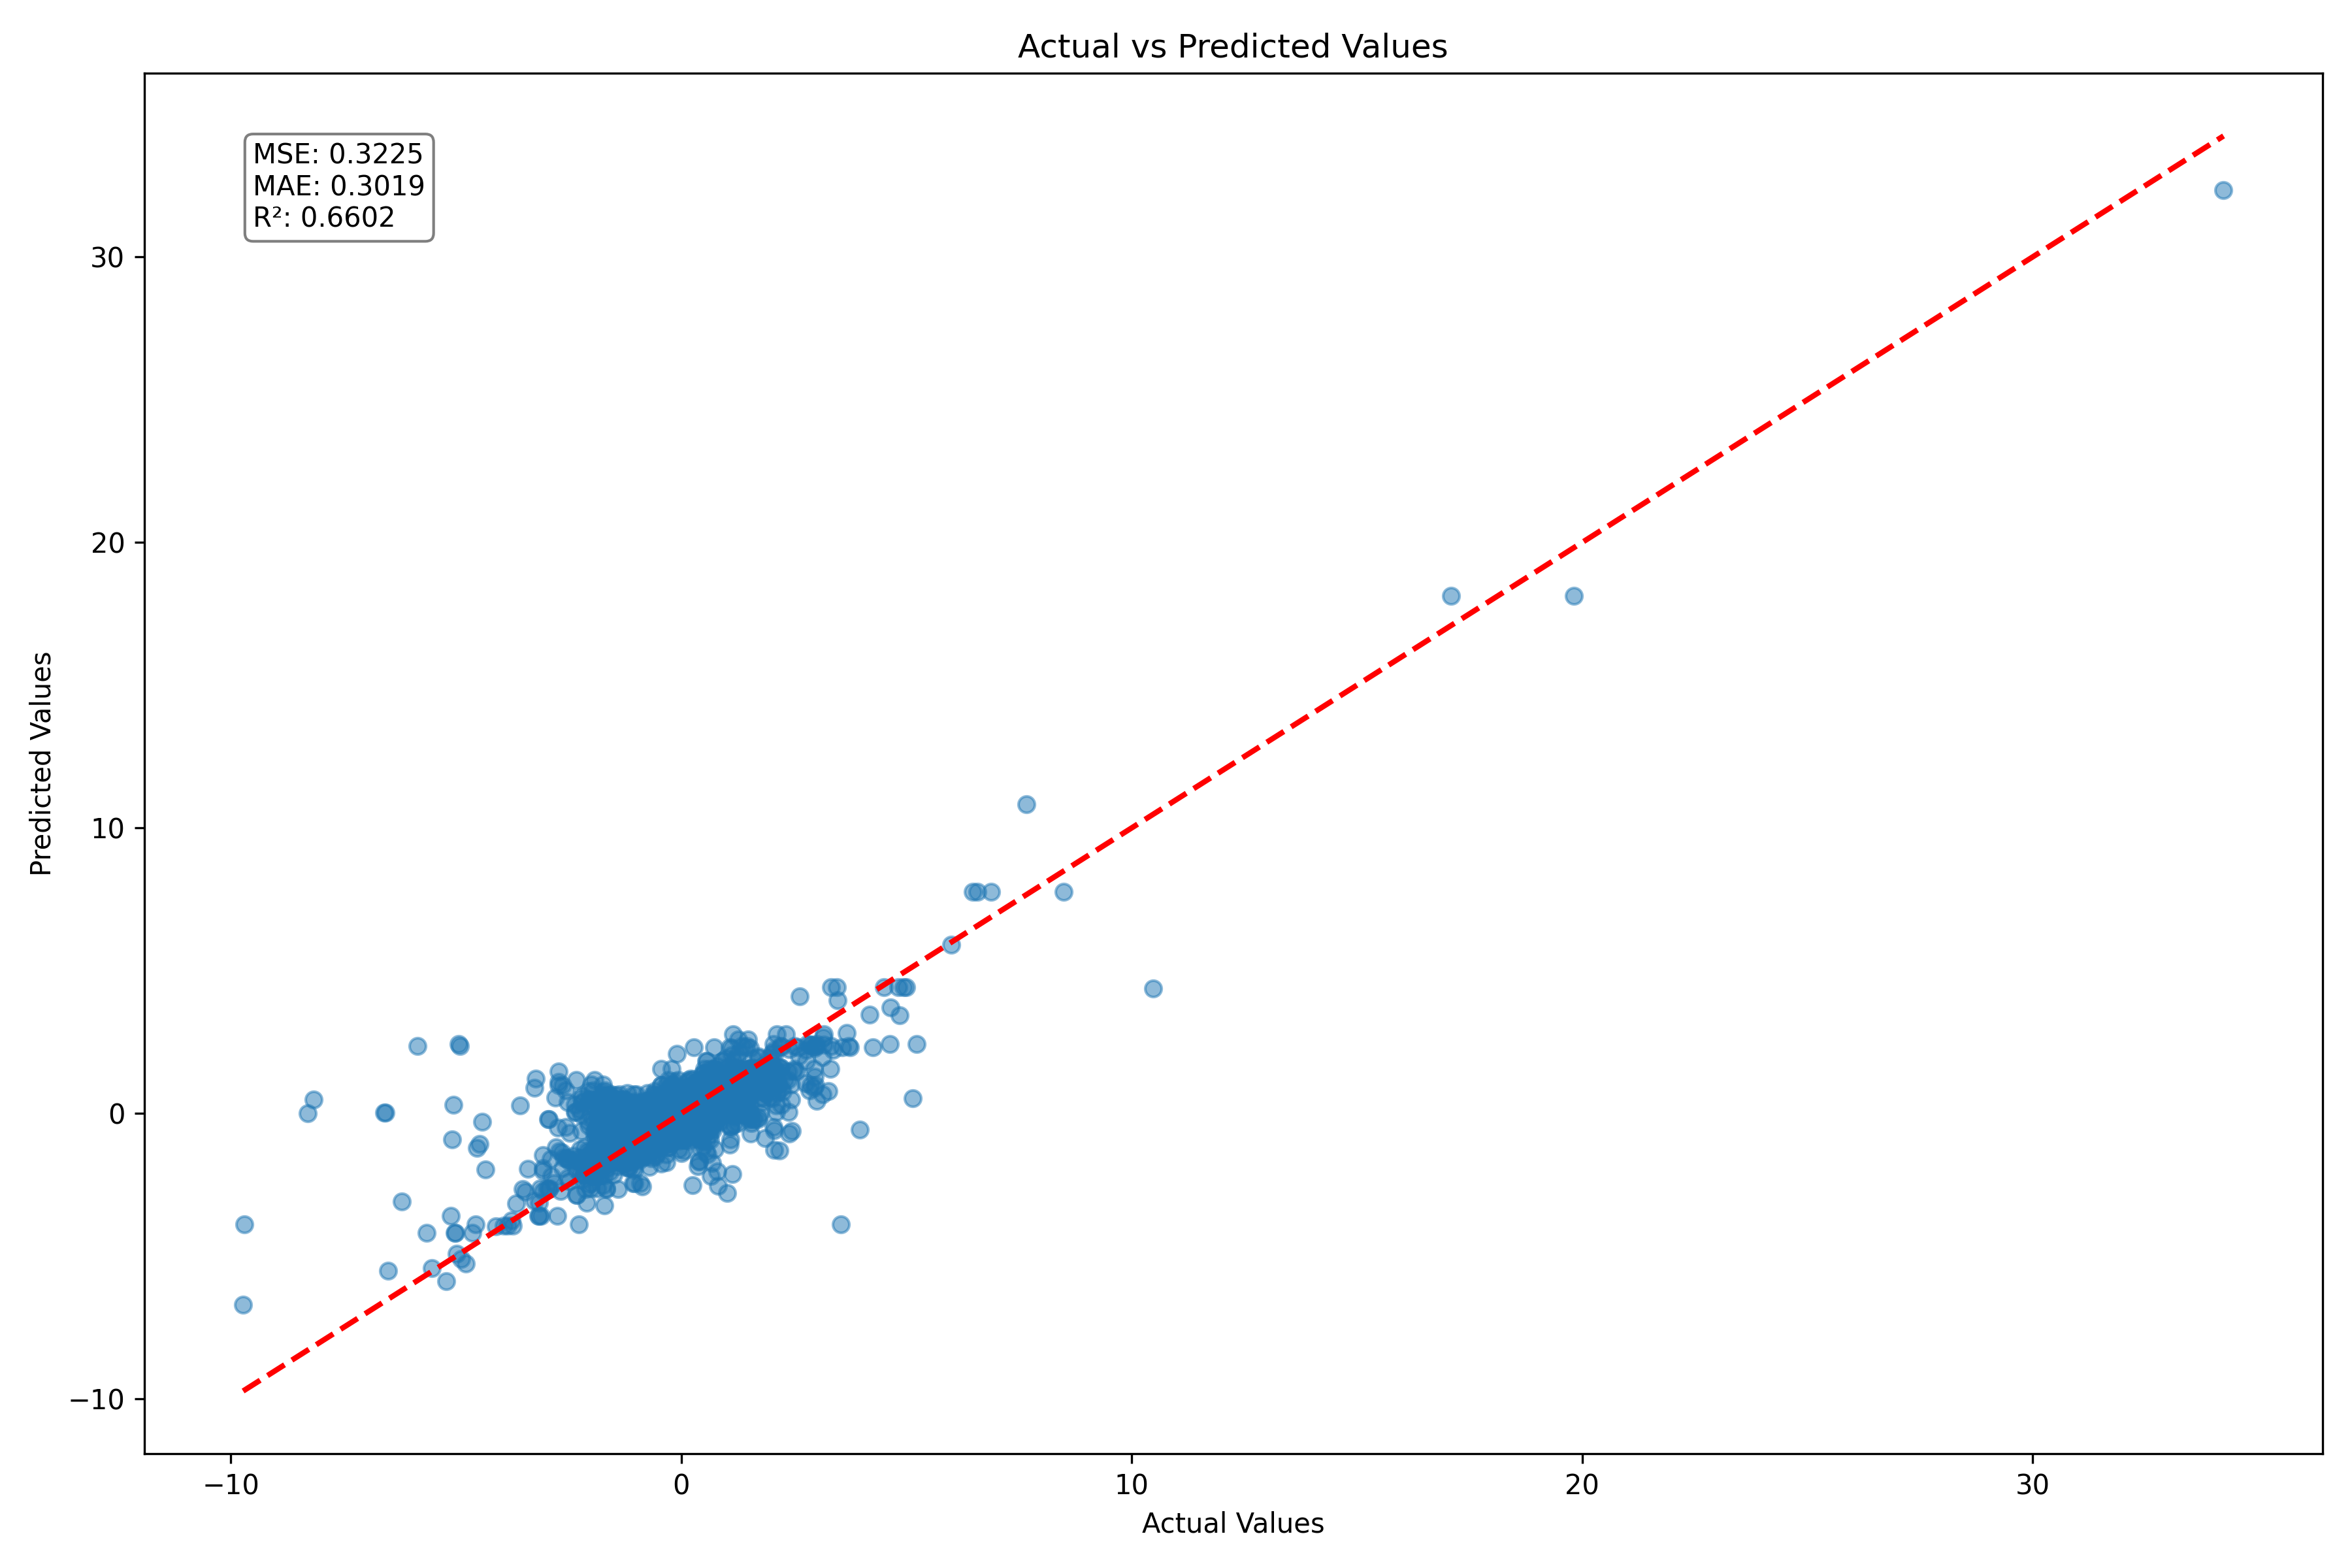 Actual vs Predicted Values
MSE: 0.3225
MAE: 0.3019
R²: 0.6602
30
20
10
0
−10
Predicted Values
−10
0
10
20
30
Actual Values